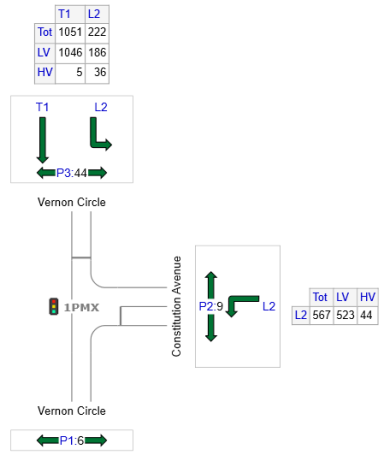 T1 L2
Tot 1051 222
LV 1046 186
HV 5 36
T1 L2
P3:44
Vernon Circle
Constitution Avenue
P2:9 L2
Tot LV HV
L2 567 523 44
1PMX
Vernon Circle
P1:6